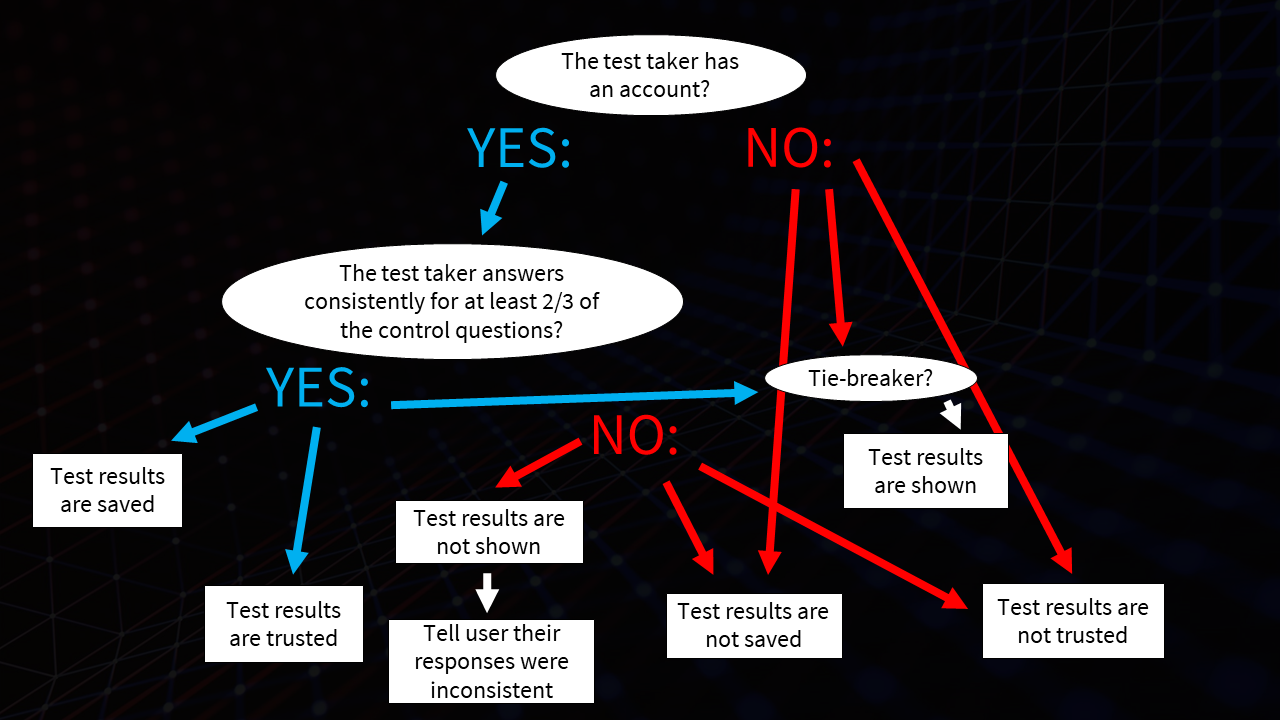 The test taker has
an account?
YES:
NO:
The test taker answers
consistently for at least 2/3 of
the control questions?
YES:
Tie-breaker?
NO:
Test results
are shown
Test results
are saved
Test results are
not shown
Test results
are trusted
Tell user their
responses were
inconsistent
Test results are
not saved
Test results are
not trusted